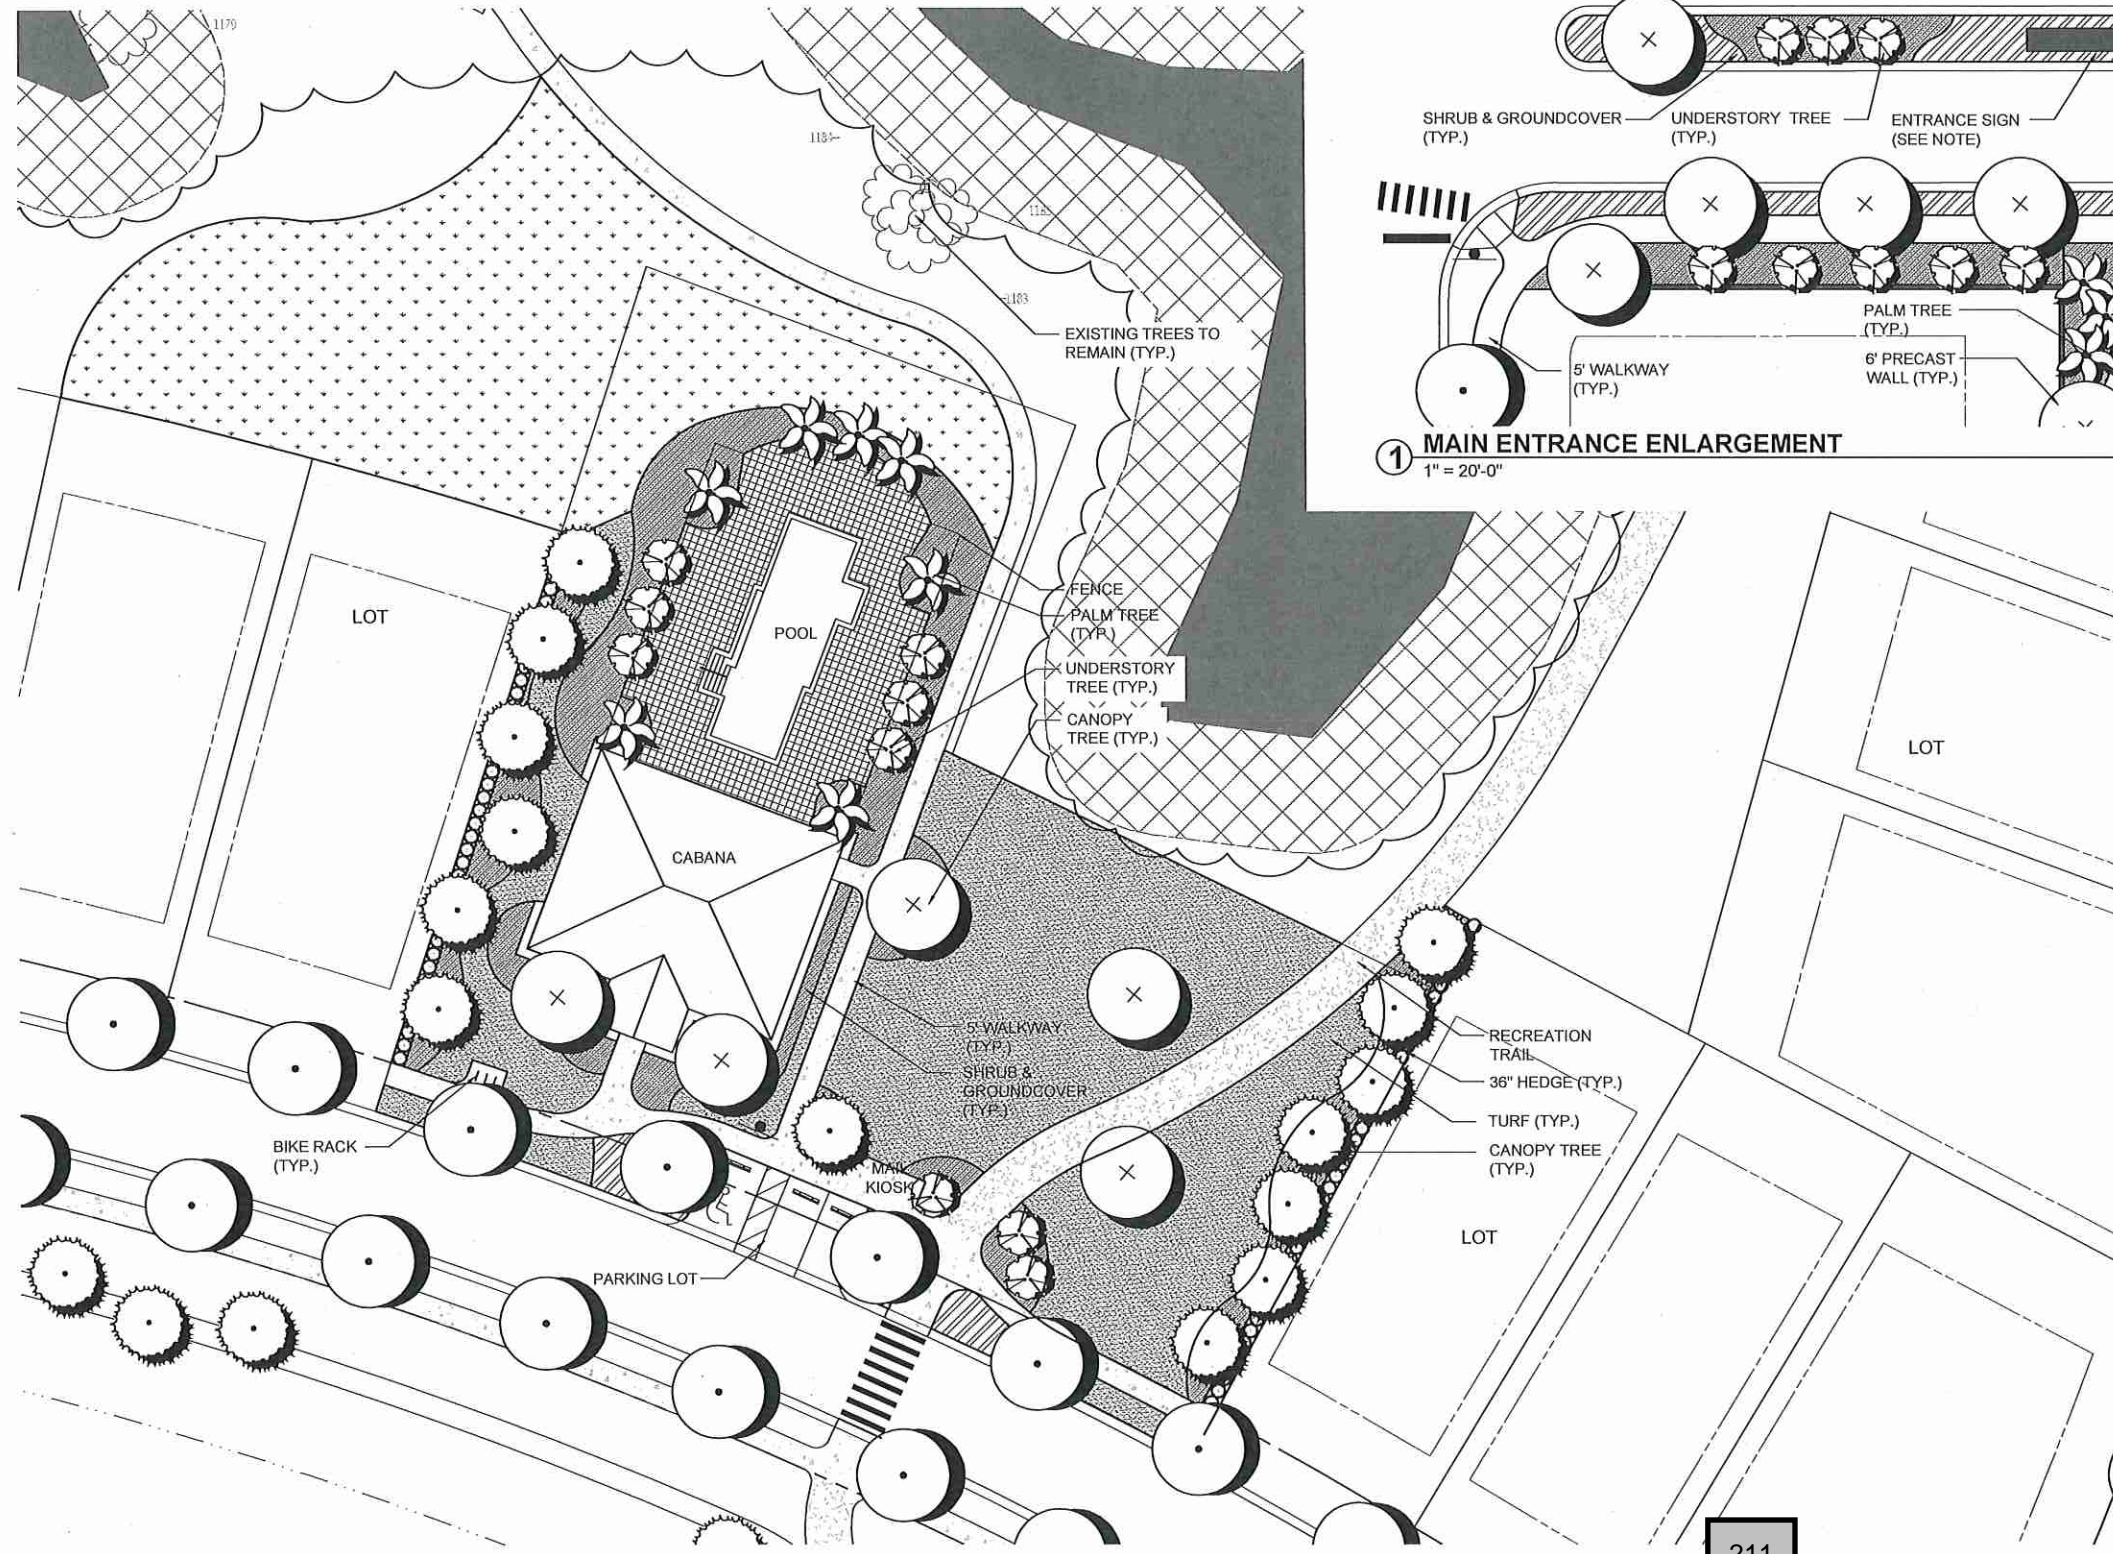 1179
1184
1183
EXISTING TREES TO
REMAIN (TYP.)
SHRUB & GROUNDCOVER
(TYP.)
UNDERSTORY TREE
(TYP.)
ENTRANCE SIGN
(SEE NOTE)
PALM TREE
(TYP.)
6' PRECAST
WALL (TYP.)
5' WALKWAY
(TYP.)
1
MAIN ENTRANCE ENLARGEMENT
1" = 20'-0"
LOT
POOL
FENCE
PALM TREE
(TYP.)
UNDERSTORY
TREE (TYP.)
CANOPY
TREE (TYP.)
LOT
CABANA
5' WALKWAY
(TYP.)
SHRUB &
GROUNDCOVER
(TYP.)
RECREATION
TRAIL
36" HEDGE (TYP.)
TURF (TYP.)
CANOPY TREE
(TYP.)
BIKE RACK
(TYP.)
MAIL
KIOSK
LOT
PARKING LOT
211